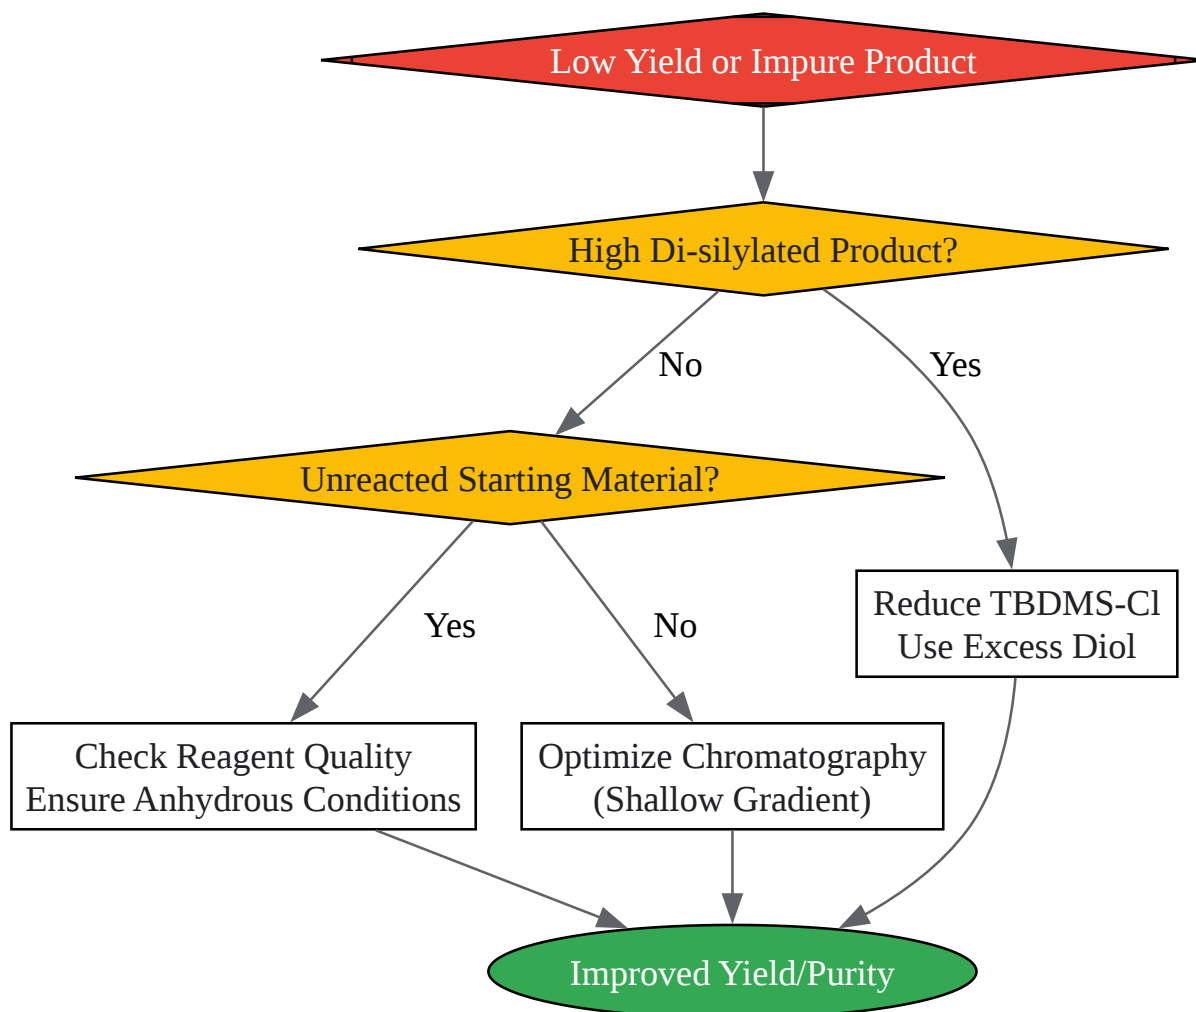 Low Yield or Impure Product
High Di-silylated Product?
No
Yes
Unreacted Starting Material?
Yes
No
Reduce TBDMS-Cl
Use Excess Diol
Check Reagent Quality
Ensure Anhydrous Conditions
Optimize Chromatography
(Shallow Gradient)
Improved Yield/Purity